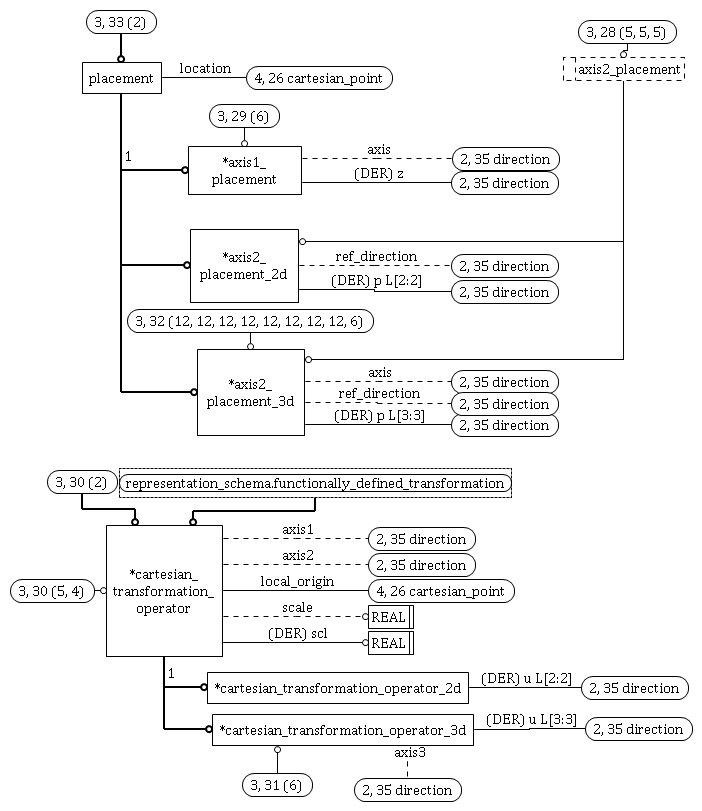 3, 33 (2)
3, 28 (5, 5, 5)
placement
location
4, 26 cartesian_point
axis2_placement
3, 29 (6)
1
*axis1_
placement
axis
2, 35 direction
(DER) z
2, 35 direction
*axis2_
placement_2d
ref_direction
2, 35 direction
(DER) p L[2:2]
2, 35 direction
3, 32 (12, 12, 12, 12, 12, 12, 12, 12, 6)
*axis2_
placement_3d
axis
2, 35 direction
ref_direction
2, 35 direction
(DER) p L[3:3]
2, 35 direction
3, 30 (2)
representation_schema.functionally_defined_transformation
3, 30 (5, 4)
*cartesian_
transformation_
operator
axis1
2, 35 direction
axis2
2, 35 direction
local_origin
4, 26 cartesian_point
scale
REAL
(DER) scl
REAL
1
*cartesian_transformation_operator_2d
(DER) u L[2:2]
2, 35 direction
*cartesian_transformation_operator_3d
(DER) u L[3:3]
2, 35 direction
axis3
3, 31 (6)
2, 35 direction